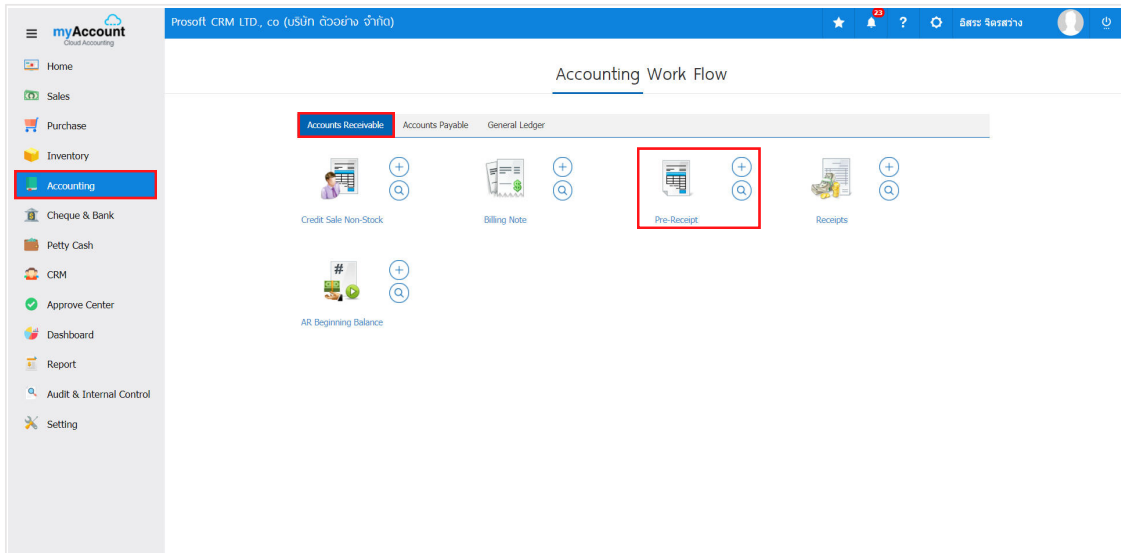 myAccount
Cloud Accounting
Prosoft CRM LTD., co (บริษัท ตัวอย่าง จำกัด)
23
?
อิสระ จิตรสว่าง
Home
Sales
Purchase
Inventory
Accounting
Cheque & Bank
Petty Cash
CRM
Approve Center
Dashboard
Report
Audit & Internal Control
Setting
Accounting Work Flow
Accounts Receivable Accounts Payable General Ledger
Credit Sale Non-Stock Billing Note Pre-Receipt Receipts
#
AR Beginning Balance